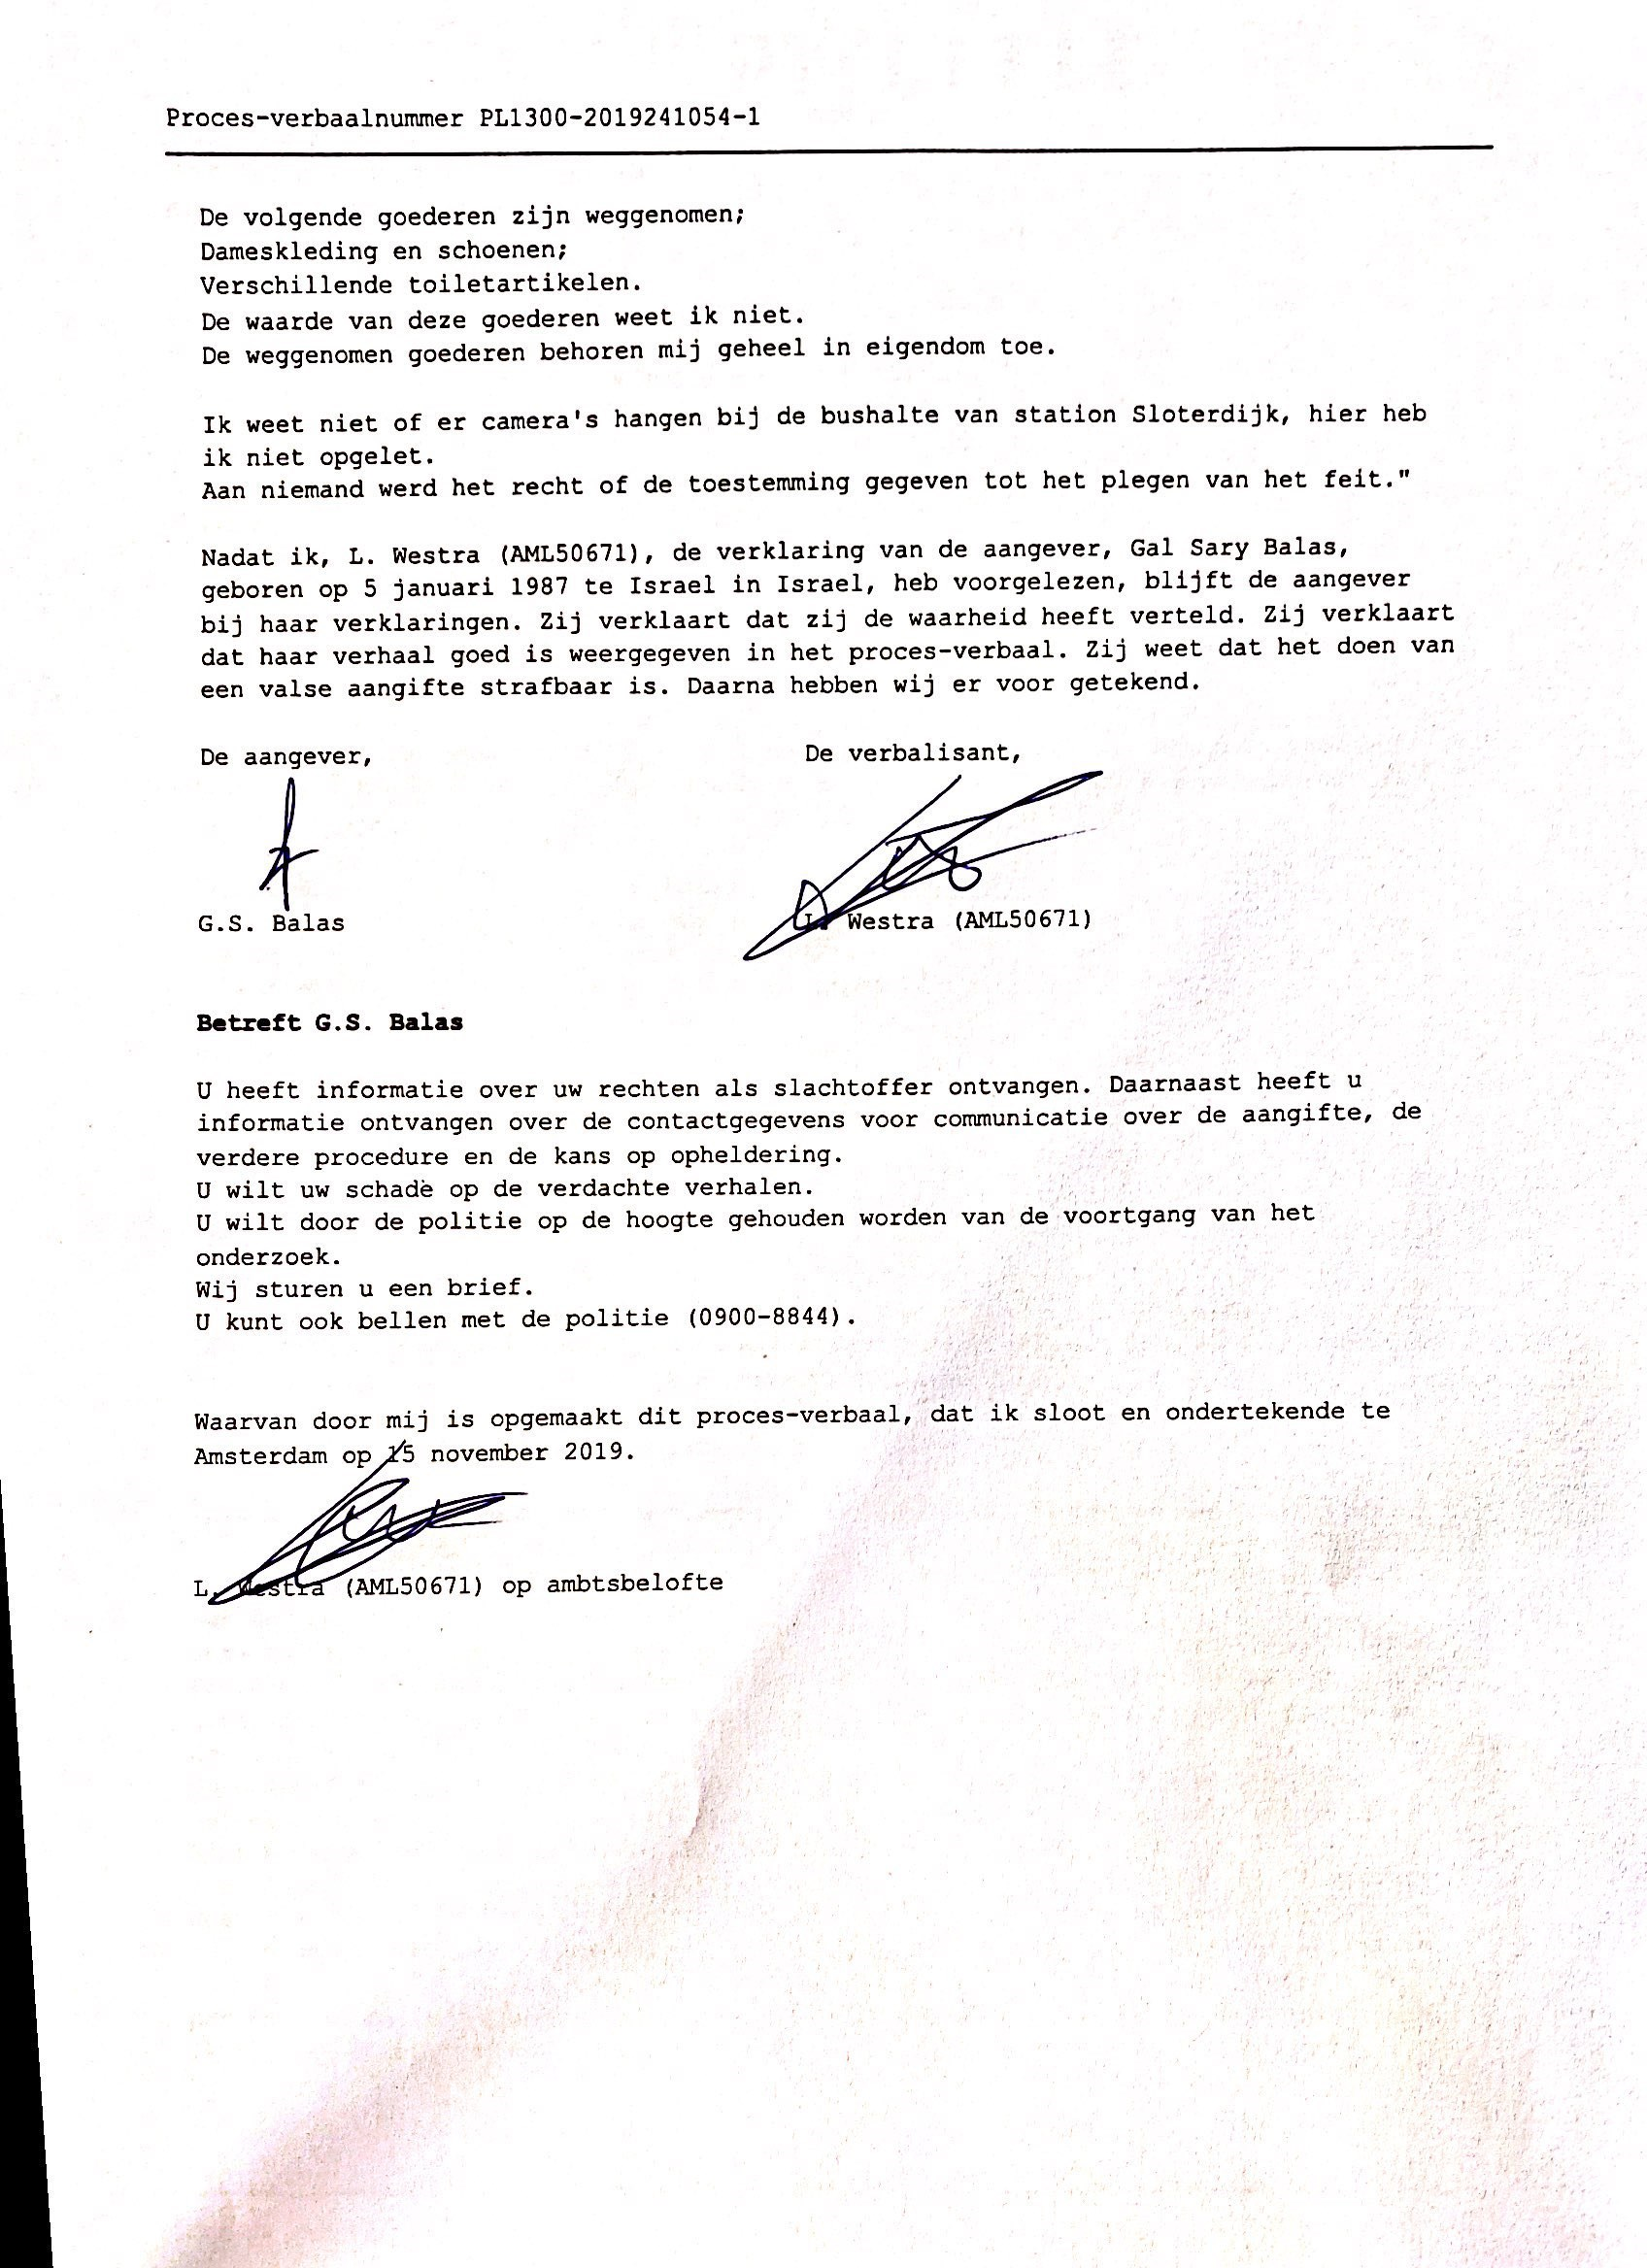 Proces-verbaalnummer PL1300-2019241054-1
De volgende goederen zijn weggenomen;
Dameskleding en schoenen;
Verschillende toiletartikelen.
De waarde van deze goederen weet ik niet.
De weggenomen goederen behoren mij geheel in eigendom toe.
Ik weet niet of er camera's hangen bij de bushalte van station Sloterdijk, hier heb
ik niet opgelet.
Aan niemand werd het recht of de toestemming gegeven tot het plegen van het feit."
Nadat ik, L. Westra (AML50671), de verklaring van de aangever, Gal Sary Balas,
geboren op 5 januari 1987 te Israel in Israel, heb voorgelezen, blijft de aangever
bij haar verklaringen. Zij verklaart dat zij de waarheid heeft verteld. Zij verklaart
dat haar verhaal goed is weergegeven in het proces-verbaal. Zij weet dat het doen van
een valse aangifte strafbaar is. Daarna hebben wij er voor getekend.
De aangever, De verbalisant,
G.S. Balas L. Westra (AML50671)
Betreft G.S. Balas
U heeft informatie over uw rechten als slachtoffer ontvangen. Daarnaast heeft u
informatie ontvangen over de contactgegevens voor communicatie over de aangifte, de
verdere procedure en de kans op opheldering.
U wilt uw schade op de verdachte verhalen.
U wilt door de politie op de hoogte gehouden worden van de voortgang van het
onderzoek.
Wij sturen u een brief.
U kunt ook bellen met de politie (0900-8844).
Waarvan door mij is opgemaakt dit proces-verbaal, dat ik sloot en ondertekende te
Amsterdam op 15 november 2019.
L. Westra (AML50671) op ambtsbelofte